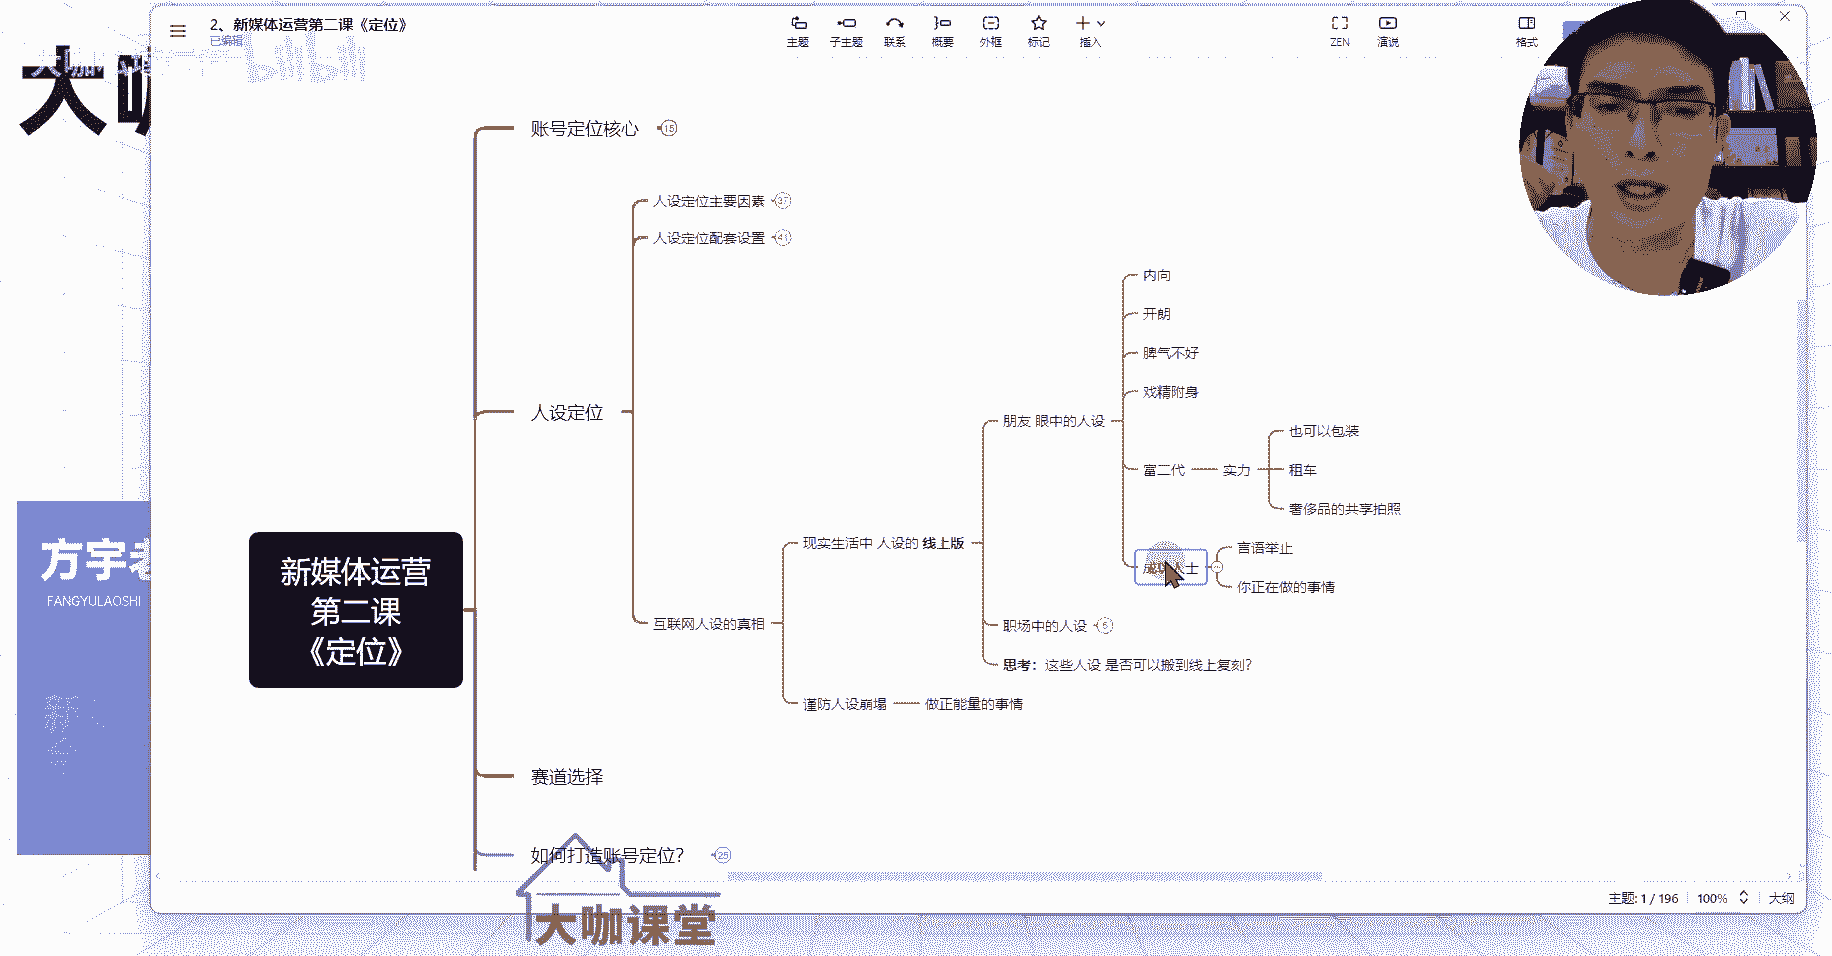 2、新媒体运营第二课《定位》
已编辑
主题
子主题
联系
概要
外框
标记
插入
ZEN
演说
格式
大咖
bilibili
账号定位核心
15
人设定位主要因素
37
人设定位配套设置
内向
开朗
脾气不好
戏精附身
朋友 眼中的人设
也可以包装
人设定位
富二代
实力
租车
奢侈品的共享拍照
现实生活中 人设的 线上版
言语举止
成功人士
你正在做的事情
方宇老
FANGYULAOSHI
新媒体运营
第二课
《定位》
互联网人设的真相
职场中的人设
思考：这些人设 是否可以搬到线上复刻？
谨防人设崩塌
做正能量的事情
赛道选择
如何打造账号定位？
25
大咖课堂
主题: 1 / 196
100%
大纲